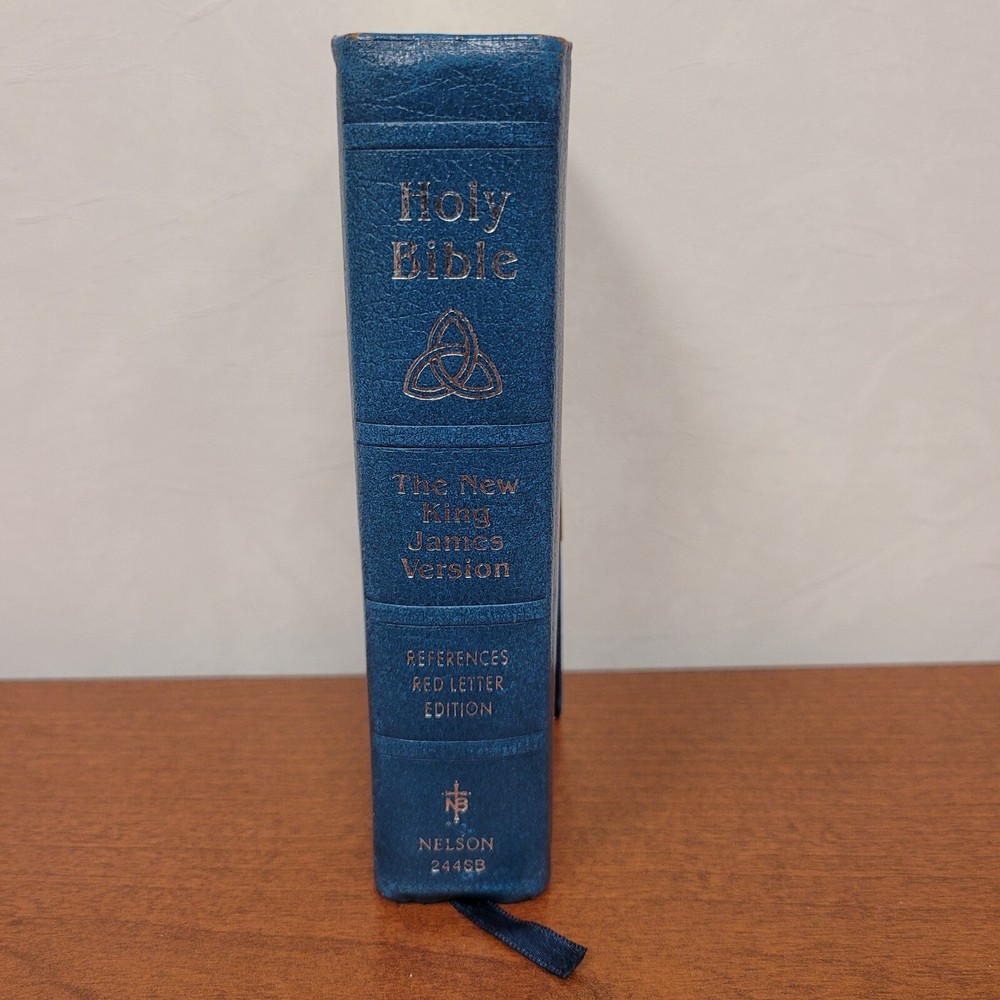 Holy
Bible
The New
King
James
Version
REFERENCES
RED LETTER
EDITION
NB
NELSON
244SB